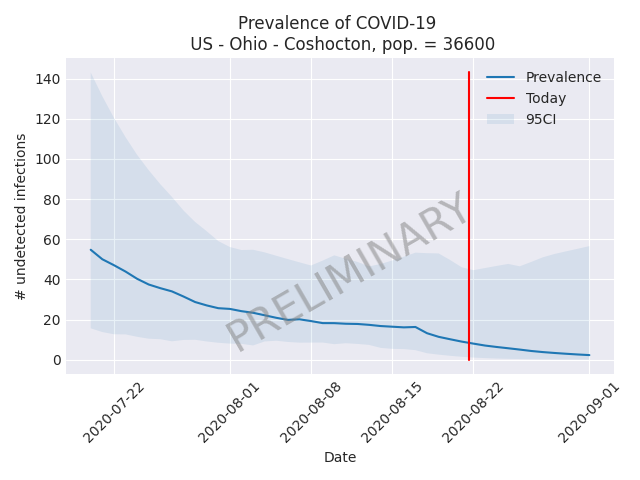 Prevalence of COVID-19
US - Ohio - Coshocton, pop. = 36600
Prevalence
Today
95CI
140
120
100
80
60
40
20
0
# undetected infections
PRELIMINARY
2020-07-22
2020-08-01
2020-08-08
2020-08-15
2020-08-22
2020-09-01
Date